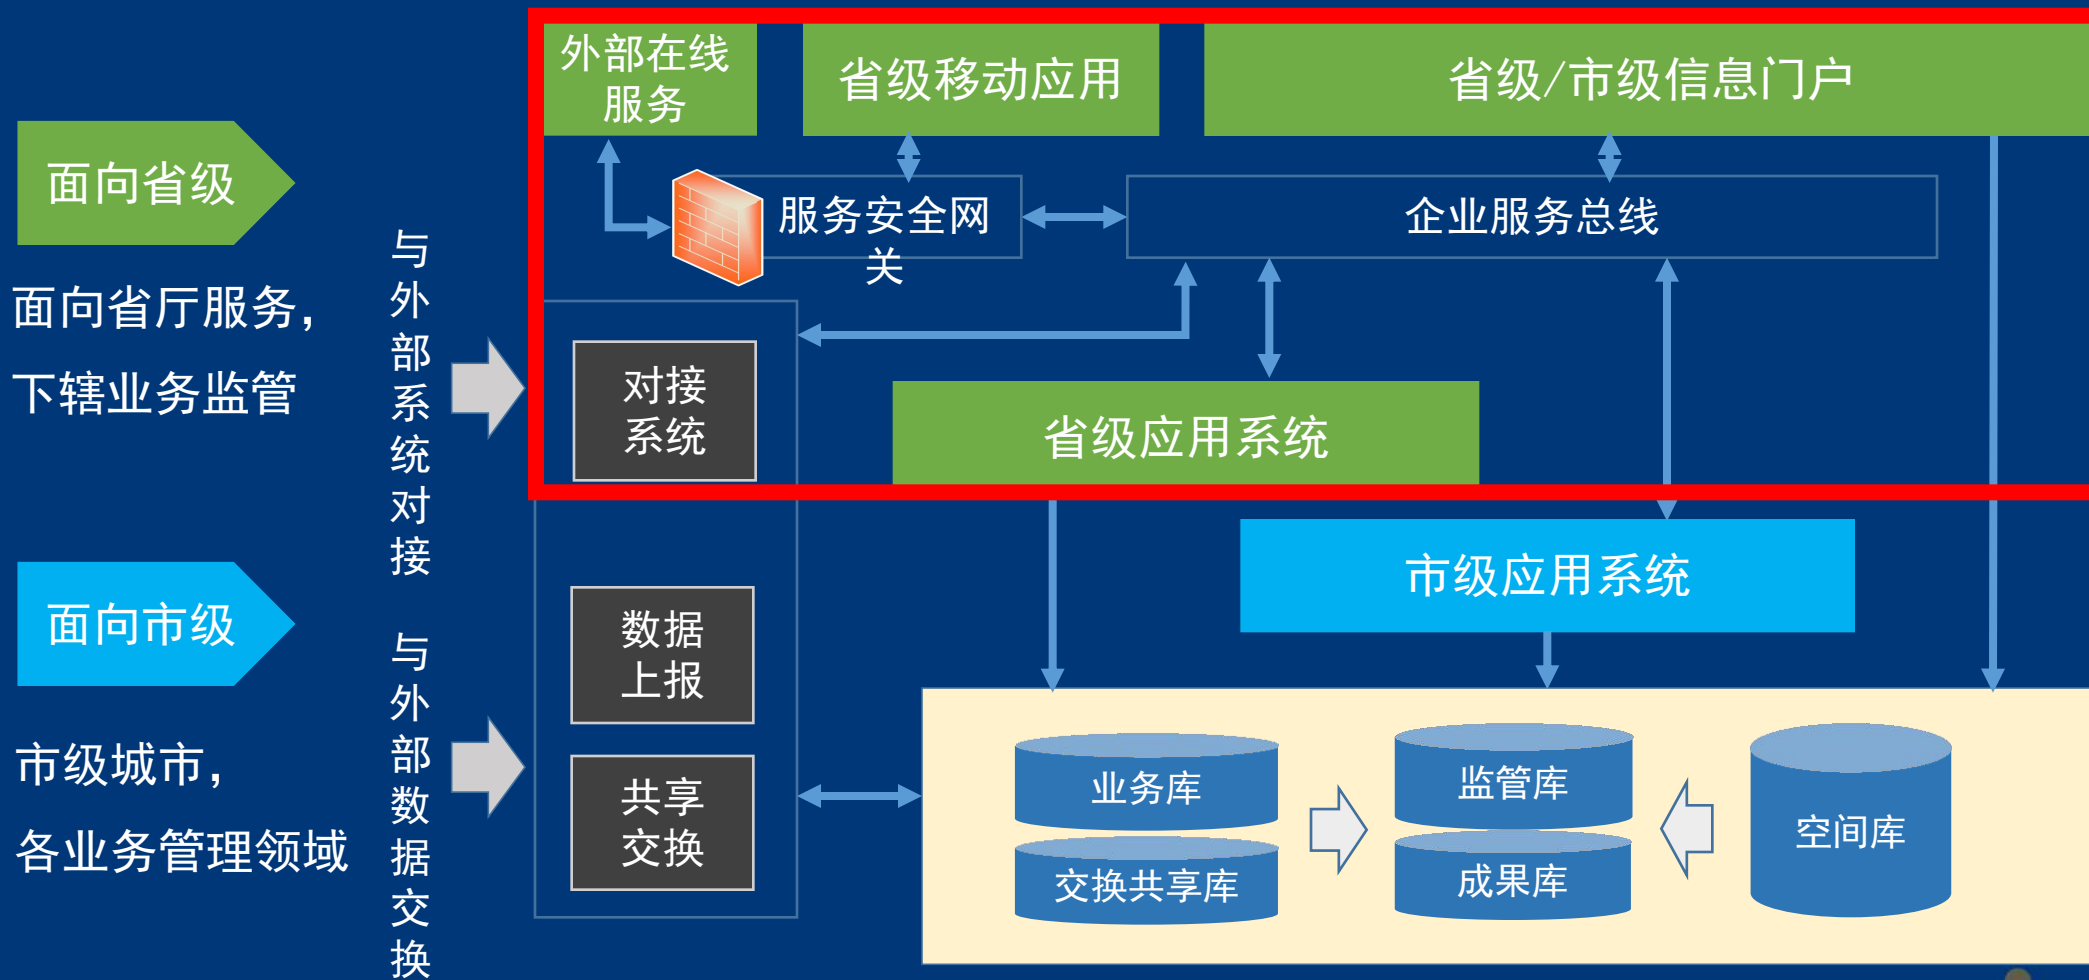 外部在线
服务
省级移动应用
省级/市级信息门户
面向省级
面向省厅服务，
下辖业务监管
与外部系统对接
服务安全网
关
企业服务总线
对接
系统
省级应用系统
面向市级
市级城市，
各业务管理领域
与外部数据交换
数据
上报
共享
交换
市级应用系统
业务库
交换共享库
监管库
成果库
空间库